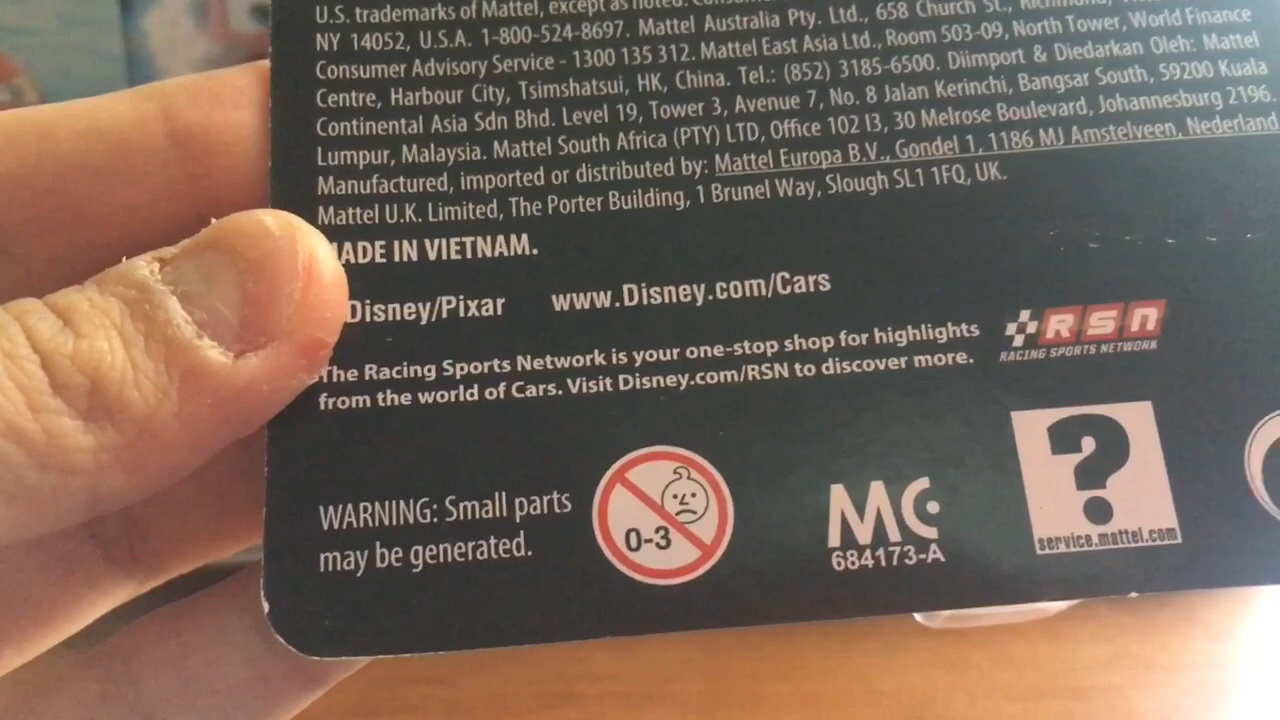 U.S. trademarks of Mattel, except as noted.
NY 14052, U.S.A. 1-800-524-8697. Mattel Australia Pty. Ltd., 658 Church St., Richmond,
Consumer Advisory Service - 1300 135 312. Mattel East Asia Ltd., Room 503-09, North Tower, World Finance
Centre, Harbour City, Tsimshatsui, HK, China. Tel.: (852) 3185-6500. Diimport & Diedarkan Oleh: Mattel
Continental Asia Sdn Bhd. Level 19, Tower 3, Avenue 7, No. 8 Jalan Kerinchi, Bangsar South, 59200 Kuala
Lumpur, Malaysia. Mattel South Africa (PTY) LTD, Office 102 I3, 30 Melrose Boulevard, Johannesburg 2196.
Manufactured, imported or distributed by: Mattel Europa B.V., Gondel 1, 1186 MJ Amstelveen, Nederland
Mattel U.K. Limited, The Porter Building, 1 Brunel Way, Slough SL1 1FQ, UK.
MADE IN VIETNAM.
Disney/Pixar www.Disney.com/Cars
The Racing Sports Network is your one-stop shop for highlights
from the world of Cars. Visit Disney.com/RSN to discover more.
RSN
RACING SPORTS NETWORK
WARNING: Small parts
may be generated.
0-3
MC
684173-A
?
service.mattel.com